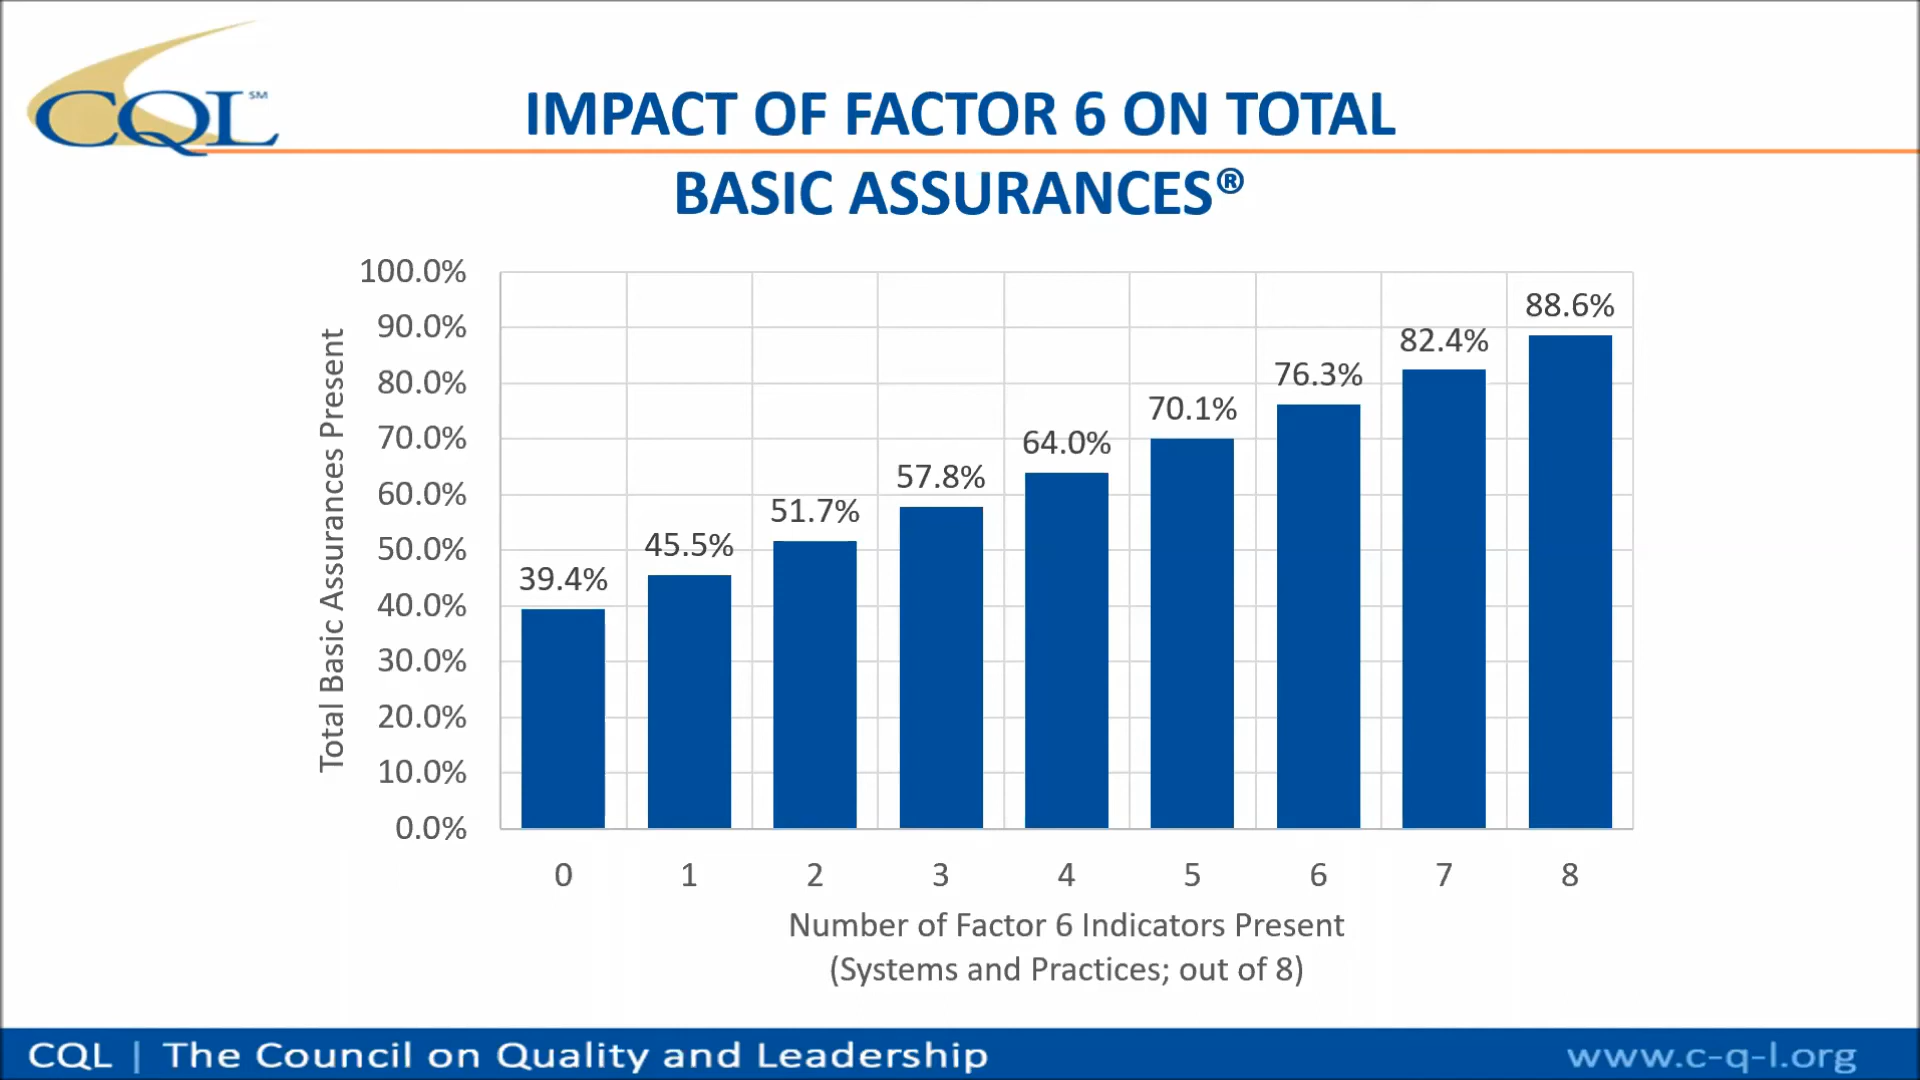 CQL SM
IMPACT OF FACTOR 6 ON TOTAL
BASIC ASSURANCES®
Total Basic Assurances Present
100.0%
90.0%
80.0%
70.0%
60.0%
50.0%
40.0%
30.0%
20.0%
10.0%
0.0%
39.4%
45.5%
51.7%
57.8%
64.0%
70.1%
76.3%
82.4%
88.6%
0 1 2 3 4 5 6 7 8
Number of Factor 6 Indicators Present
(Systems and Practices; out of 8)
CQL | The Council on Quality and Leadership
www.c-q-l.org